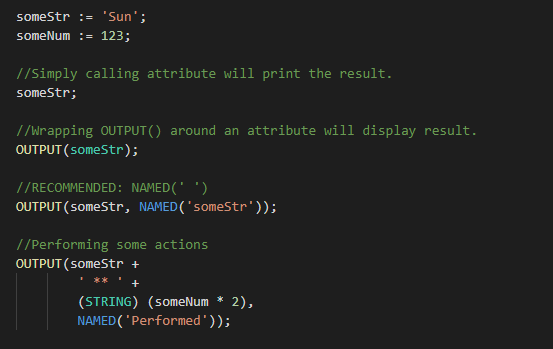 someStr := 'Sun';
someNum := 123;
//Simply calling attribute will print the result.
someStr;
//Wrapping OUTPUT() around an attribute will display result.
OUTPUT(someStr);
//RECOMMENDED: NAMED(' ')
OUTPUT(someStr, NAMED('someStr'));
//Performing some actions
OUTPUT(someStr +
' ** ' +
(STRING) (someNum * 2),
NAMED('Performed'));